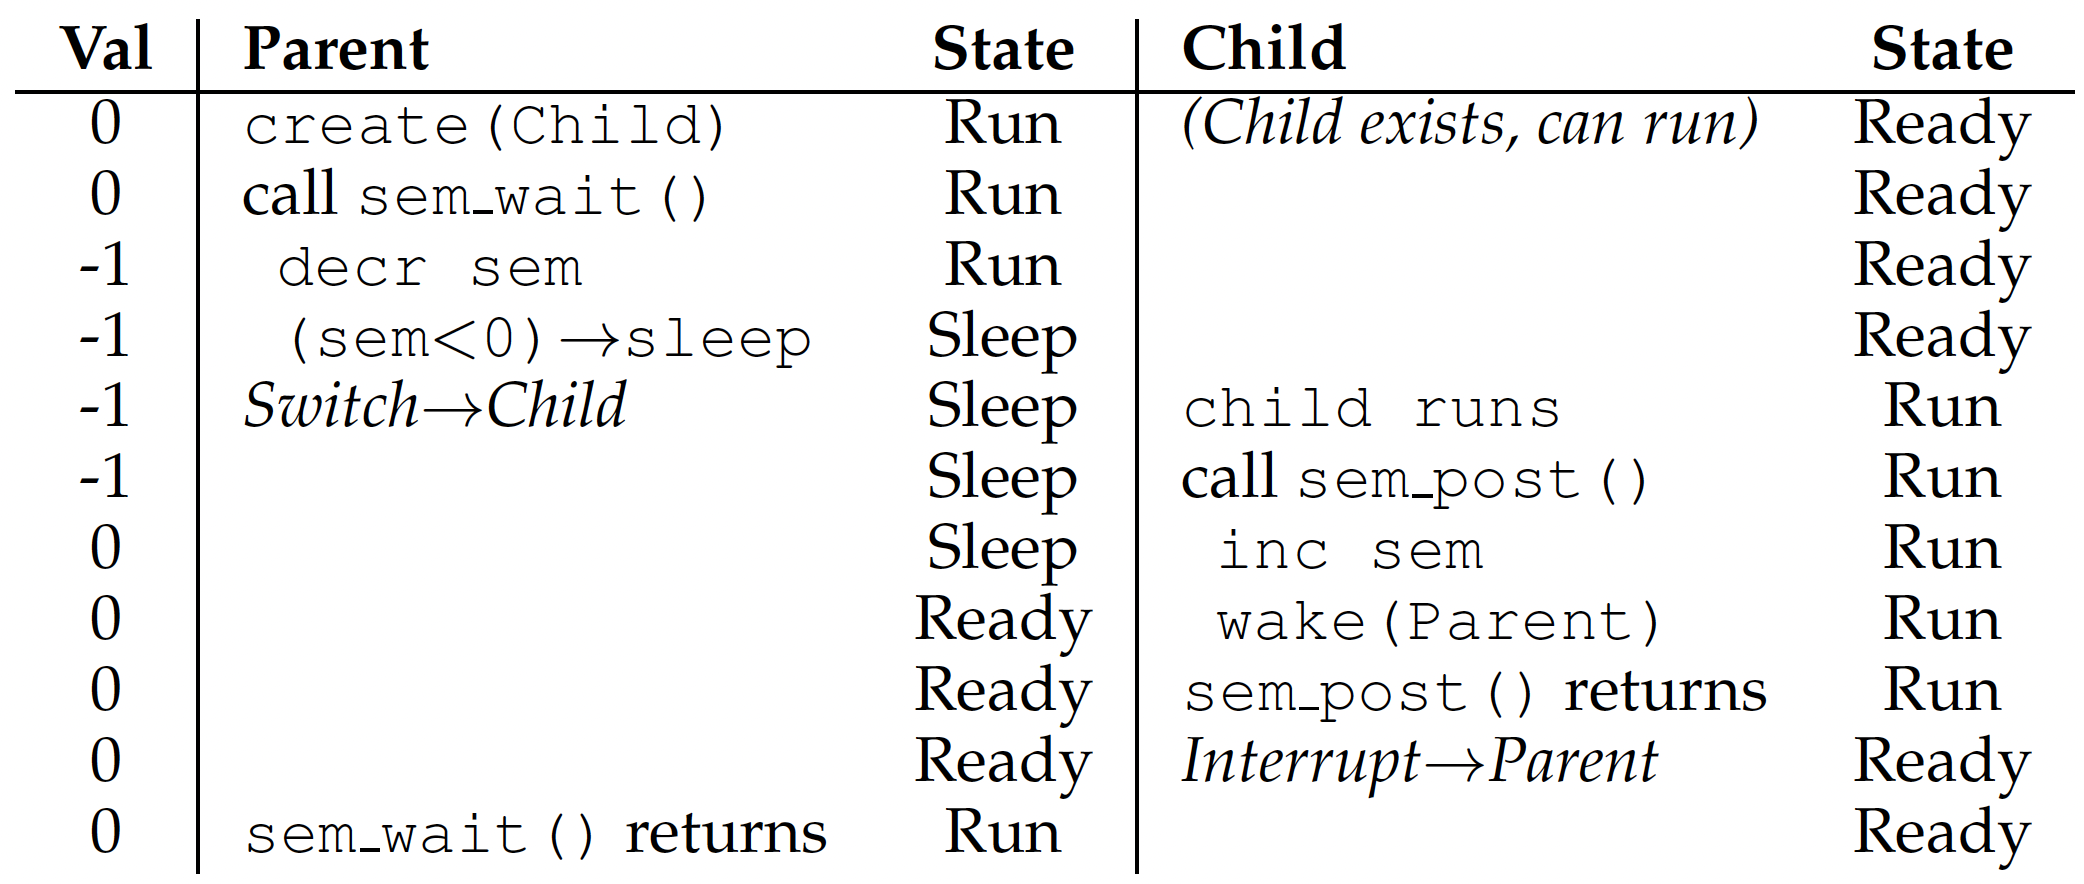 Val Parent State Child State
0 create(Child) Run (Child exists, can run) Ready
0 call sem_wait() Run Ready
-1 decr sem Run Ready
-1 (sem<0)→sleep Sleep Ready
-1 Switch→Child Sleep child runs Run
-1 Sleep call sem_post() Run
0 Sleep inc sem Run
0 Ready wake(Parent) Run
0 Ready sem_post() returns Run
0 Ready Interrupt→Parent Ready
0 sem_wait() returns Run Ready